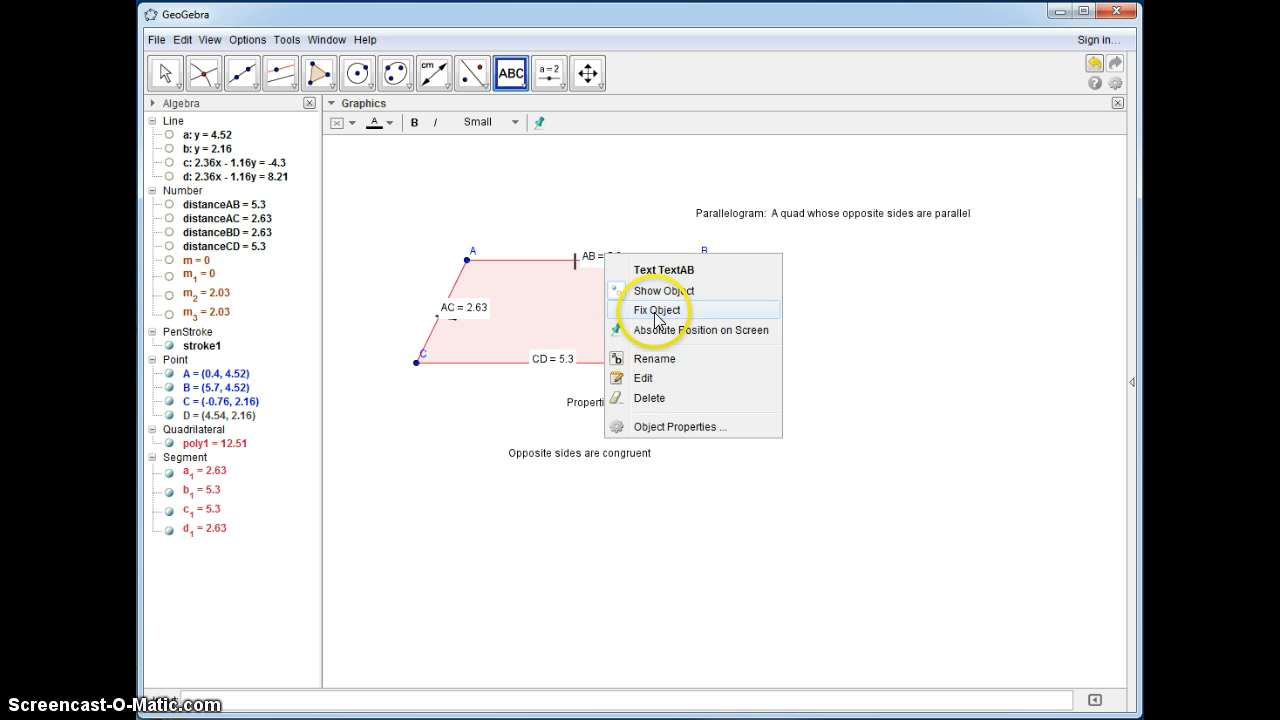 GeoGebra
File Edit View Options Tools Window Help Sign in...
cm ABC a=2
Algebra
Graphics
A B I Small
Line
a: y = 4.52
b: y = 2.16
c: 2.36x - 1.16y = -4.3
d: 2.36x - 1.16y = 8.21
Number
distanceAB = 5.3
distanceAC = 2.63
distanceBD = 2.63
distanceCD = 5.3
m = 0
m1 = 0
m2 = 2.03
m3 = 2.03
PenStroke
stroke1
Point
A = (0.4, 4.52)
B = (5.7, 4.52)
C = (-0.76, 2.16)
D = (4.54, 2.16)
Quadrilateral
poly1 = 12.51
Segment
a1 = 2.63
b1 = 5.3
c1 = 5.3
d1 = 2.63
Parallelogram: A quad whose opposite sides are parallel
A
B
AB =
AC = 2.63
C
CD = 5.3
Properti
Opposite sides are congruent
Text TextAB
Show Object
Fix Object
Absolute Position on Screen
ab Rename
Edit
Delete
Object Properties ...
Screencast-O-Matic.com